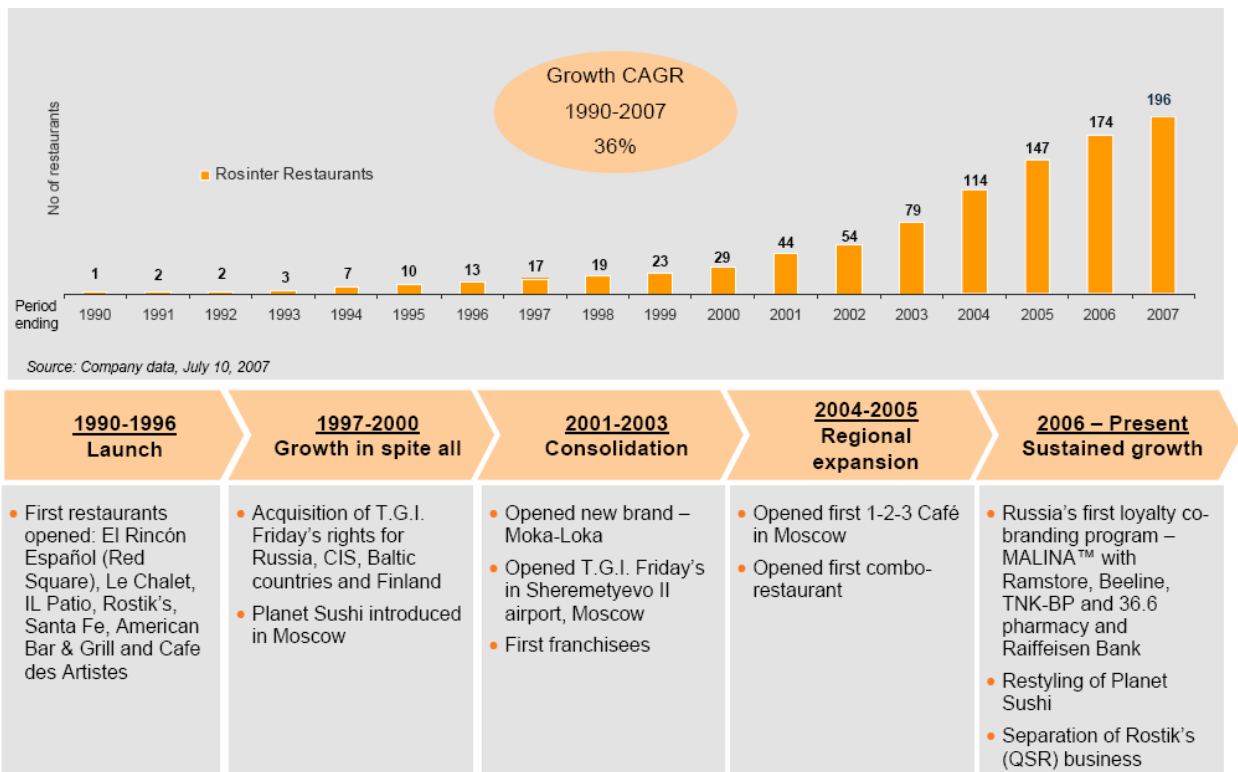 Growth CAGR
1990-2007
36%
No of restaurants
Rosinter Restaurants
1 2 2 3 7 10 13 17 19 23 29 44 54 79 114 147 174 196
Period
ending
1990 1991 1992 1993 1994 1995 1996 1997 1998 1999 2000 2001 2002 2003 2004 2005 2006 2007
Source: Company data, July 10, 2007
1990-1996
Launch
• First restaurants
opened: El Rincón
Español (Red
Square), Le Chalet,
IL Patio, Rostik’s,
Santa Fe, American
Bar & Grill and Cafe
des Artistes
1997-2000
Growth in spite all
• Acquisition of T.G.I.
Friday’s rights for
Russia, CIS, Baltic
countries and Finland
• Planet Sushi introduced
in Moscow
2001-2003
Consolidation
• Opened new brand –
Moka-Loka
• Opened T.G.I. Friday’s
in Sheremetyevo II
airport, Moscow
• First franchisees
2004-2005
Regional
expansion
• Opened first 1-2-3 Café
in Moscow
• Opened first combo-
restaurant
2006 – Present
Sustained growth
• Russia’s first loyalty co-
branding program –
MALINA™ with
Ramstore, Beeline,
TNK-BP and 36.6
pharmacy and
Raiffeisen Bank
• Restyling of Planet
Sushi
• Separation of Rostik’s
(QSR) business